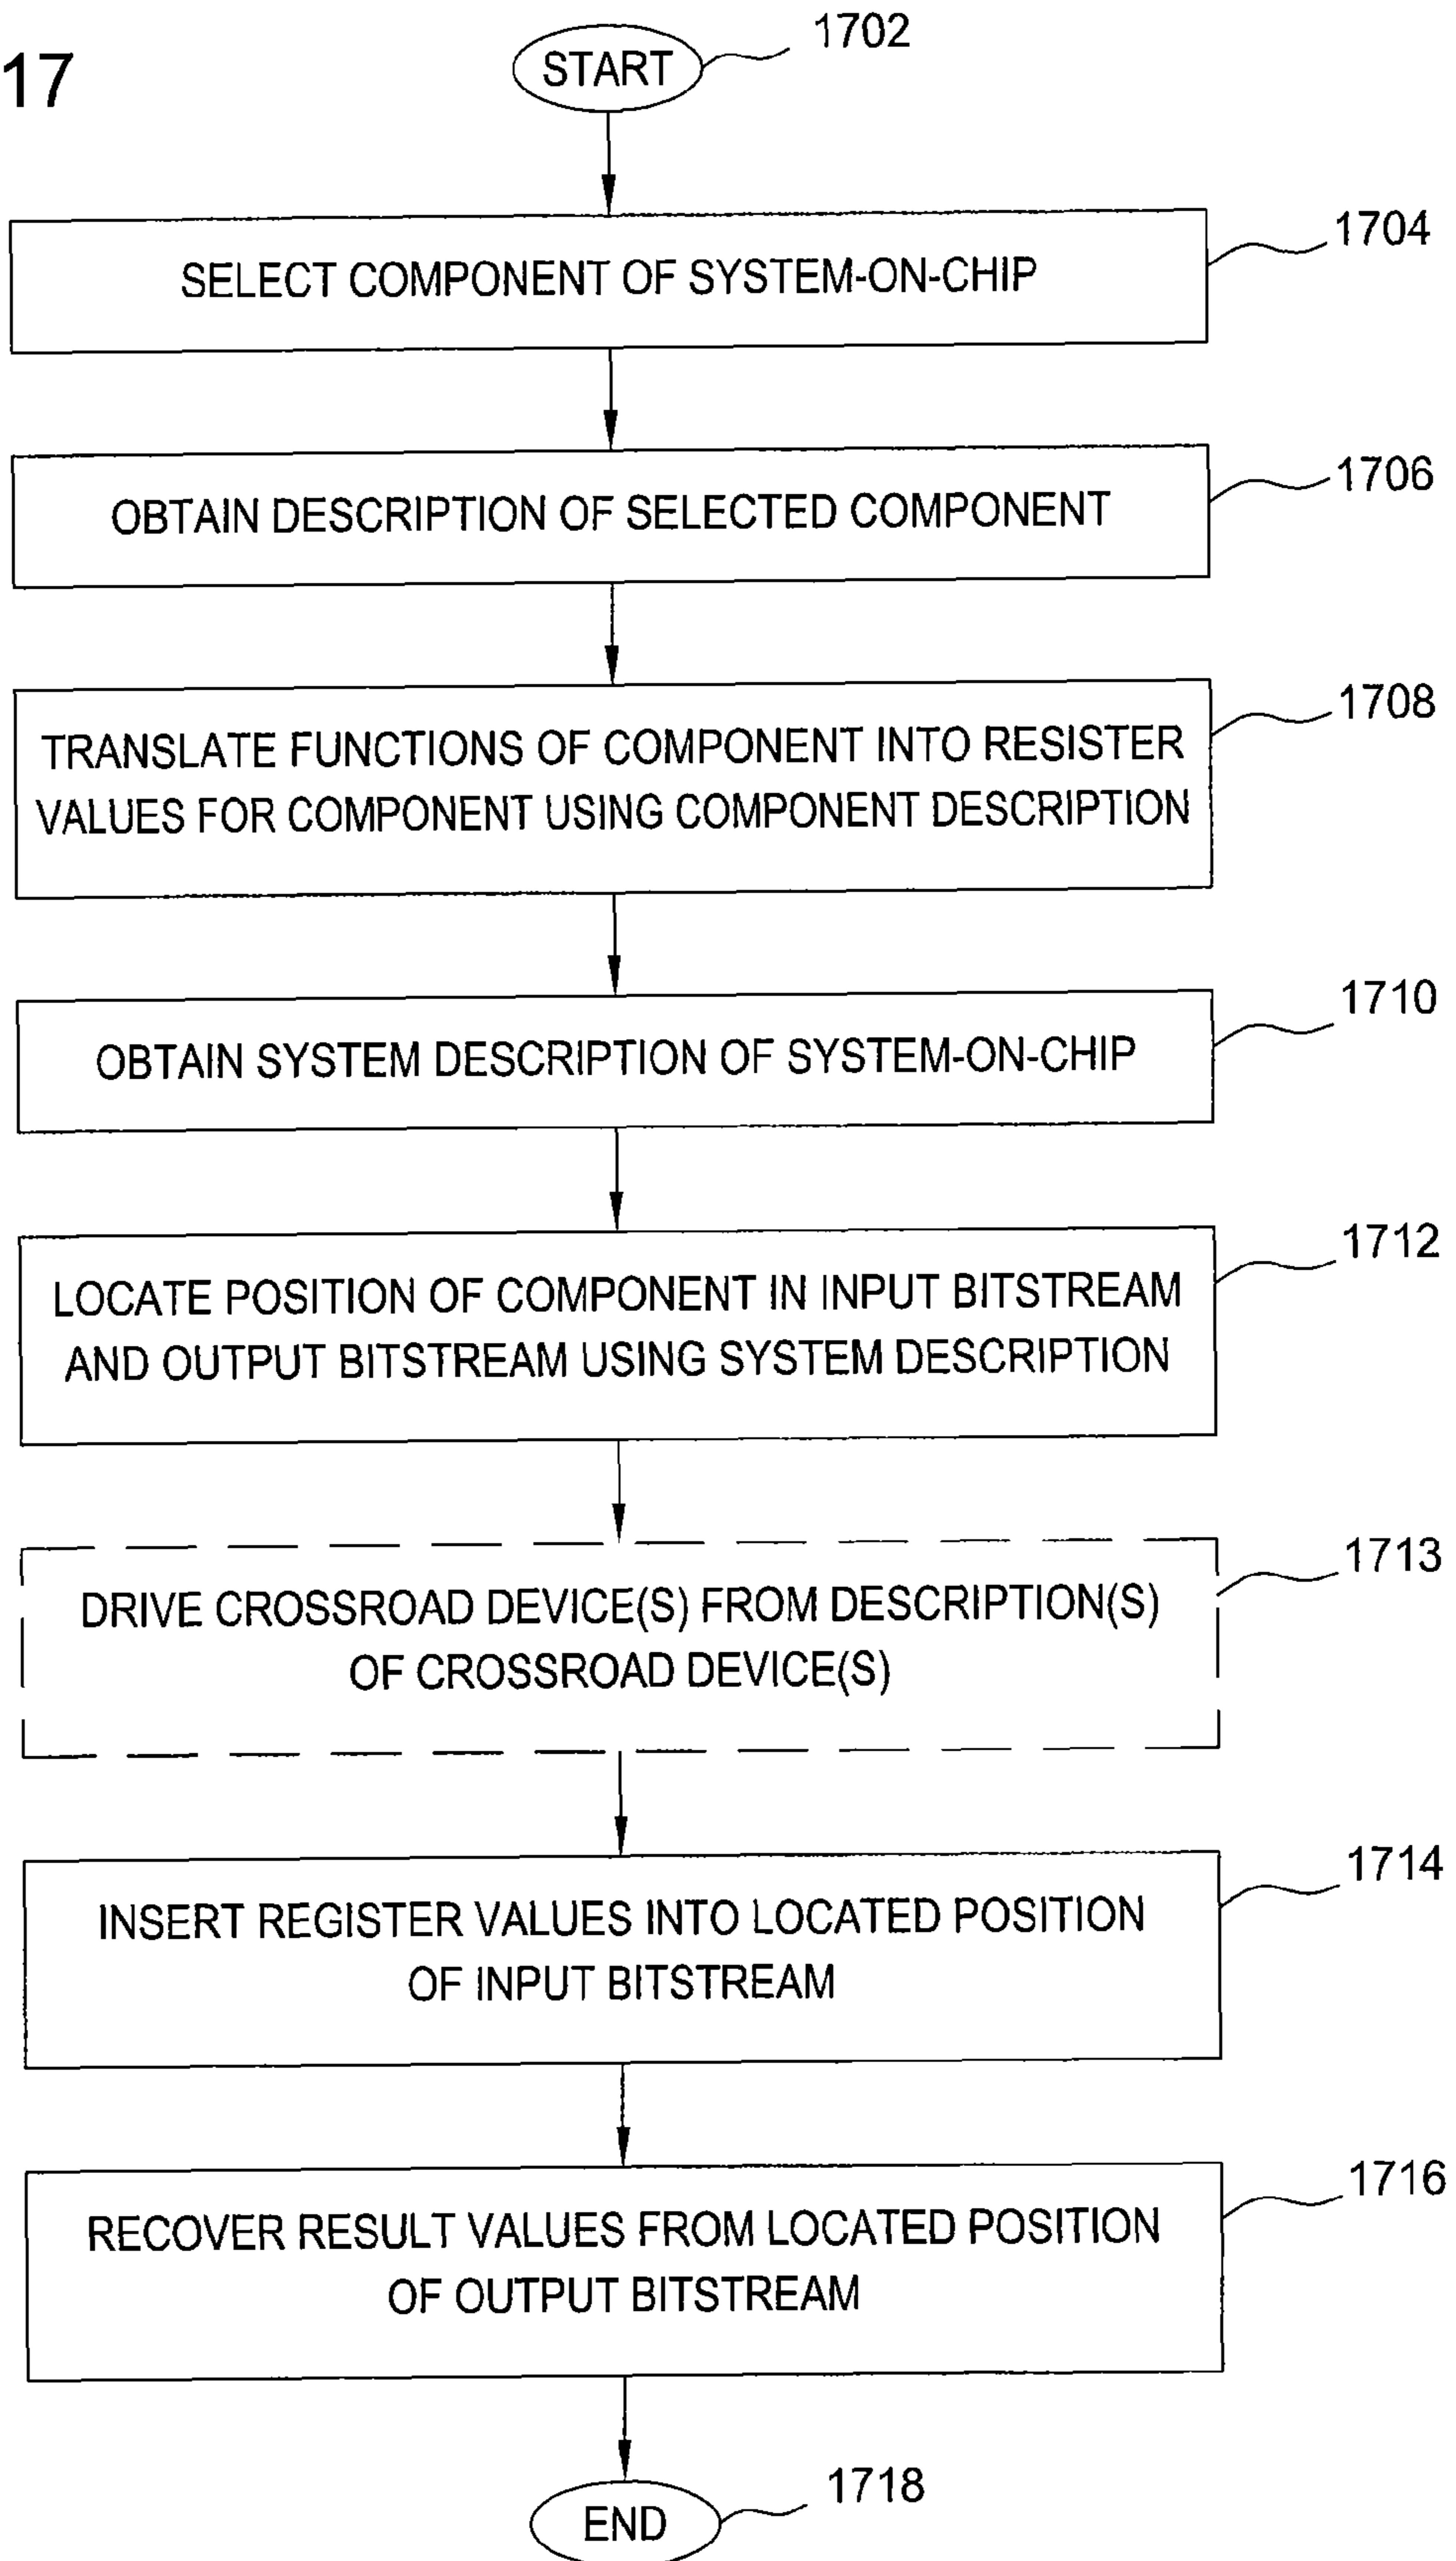 17
START
1702
SELECT COMPONENT OF SYSTEM-ON-CHIP
1704
OBTAIN DESCRIPTION OF SELECTED COMPONENT
1706
TRANSLATE FUNCTIONS OF COMPONENT INTO RESISTER
VALUES FOR COMPONENT USING COMPONENT DESCRIPTION
1708
OBTAIN SYSTEM DESCRIPTION OF SYSTEM-ON-CHIP
1710
LOCATE POSITION OF COMPONENT IN INPUT BITSTREAM
AND OUTPUT BITSTREAM USING SYSTEM DESCRIPTION
1712
DRIVE CROSSROAD DEVICE(S) FROM DESCRIPTION(S)
OF CROSSROAD DEVICE(S)
1713
INSERT REGISTER VALUES INTO LOCATED POSITION
OF INPUT BITSTREAM
1714
RECOVER RESULT VALUES FROM LOCATED POSITION
OF OUTPUT BITSTREAM
1716
END
1718